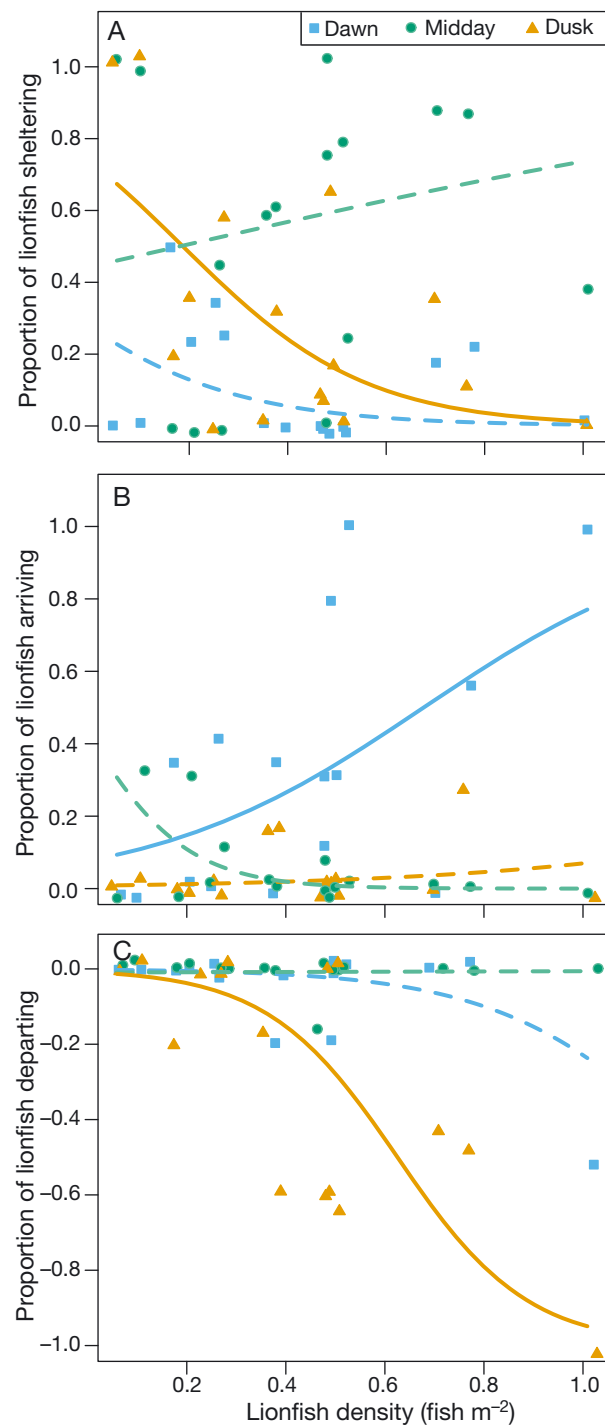 A
Dawn Midday Dusk
Proportion of lionfish sheltering
1.0
0.8
0.6
0.4
0.2
0.0
B
Proportion of lionfish arriving
1.0
0.8
0.6
0.4
0.2
0.0
C
Proportion of lionfish departing
0.0
−0.2
−0.4
−0.6
−0.8
−1.0
0.2 0.4 0.6 0.8 1.0
Lionfish density (fish m⁻²)